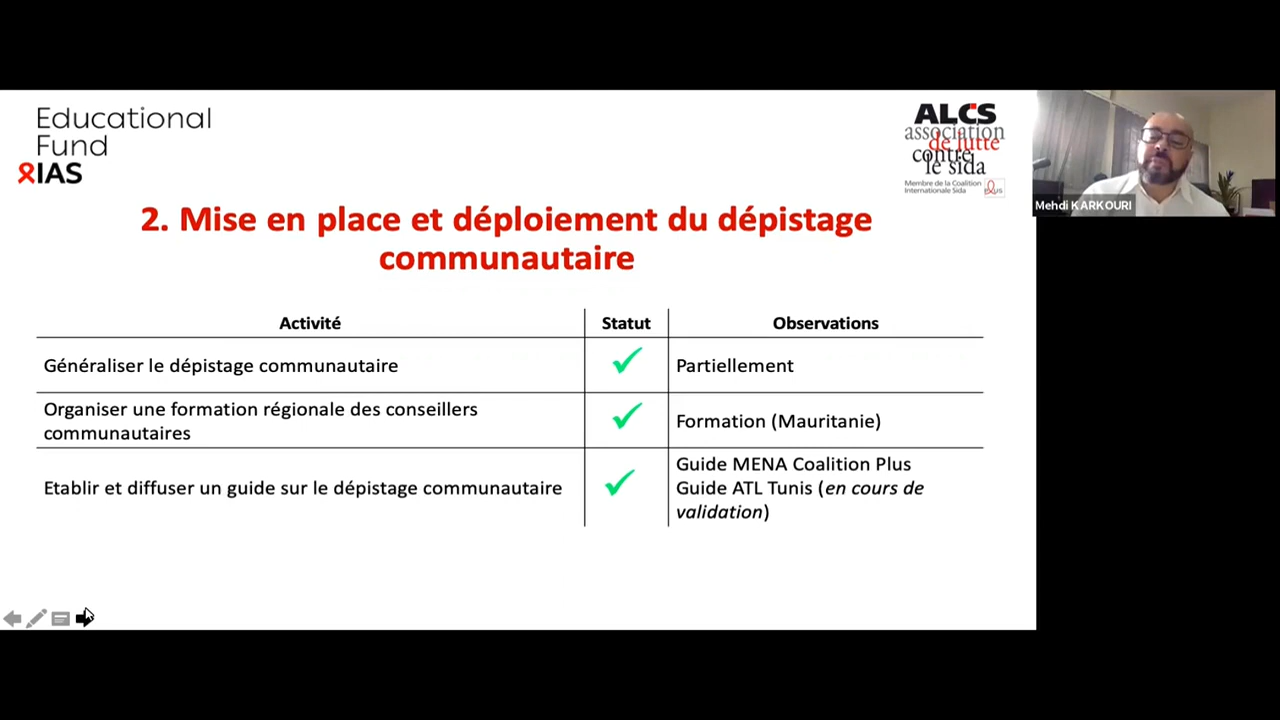 Educational
Fund
IAS
ALCS
association
de lutte
contre
le sida
Membre de la Coalition
Internationale Sida
PLUS
Mehdi KARKOURI
2. Mise en place et déploiement du dépistage
communautaire
Activité
Statut
Observations
Généraliser le dépistage communautaire
Partiellement
Organiser une formation régionale des conseillers
communautaires
Formation (Mauritanie)
Etablir et diffuser un guide sur le dépistage communautaire
Guide MENA Coalition Plus
Guide ATL Tunis (en cours de
validation)